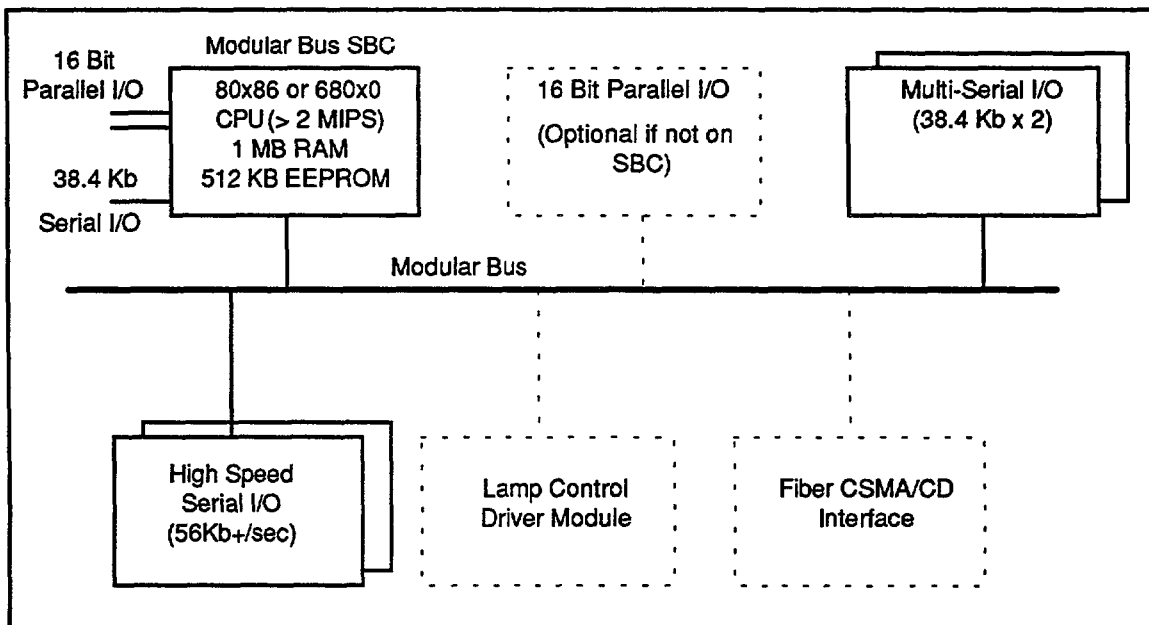 Modular Bus SBC
16 Bit
Parallel I/O
38.4 Kb
Serial I/O
80x86 or 680x0
CPU (> 2 MIPS)
1 MB RAM
512 KB EEPROM
16 Bit Parallel I/O
(Optional if not on
SBC)
Multi-Serial I/O
(38.4 Kb x 2)
Modular Bus
High Speed
Serial I/O
(56Kb+/sec)
Lamp Control
Driver Module
Fiber CSMA/CD
Interface